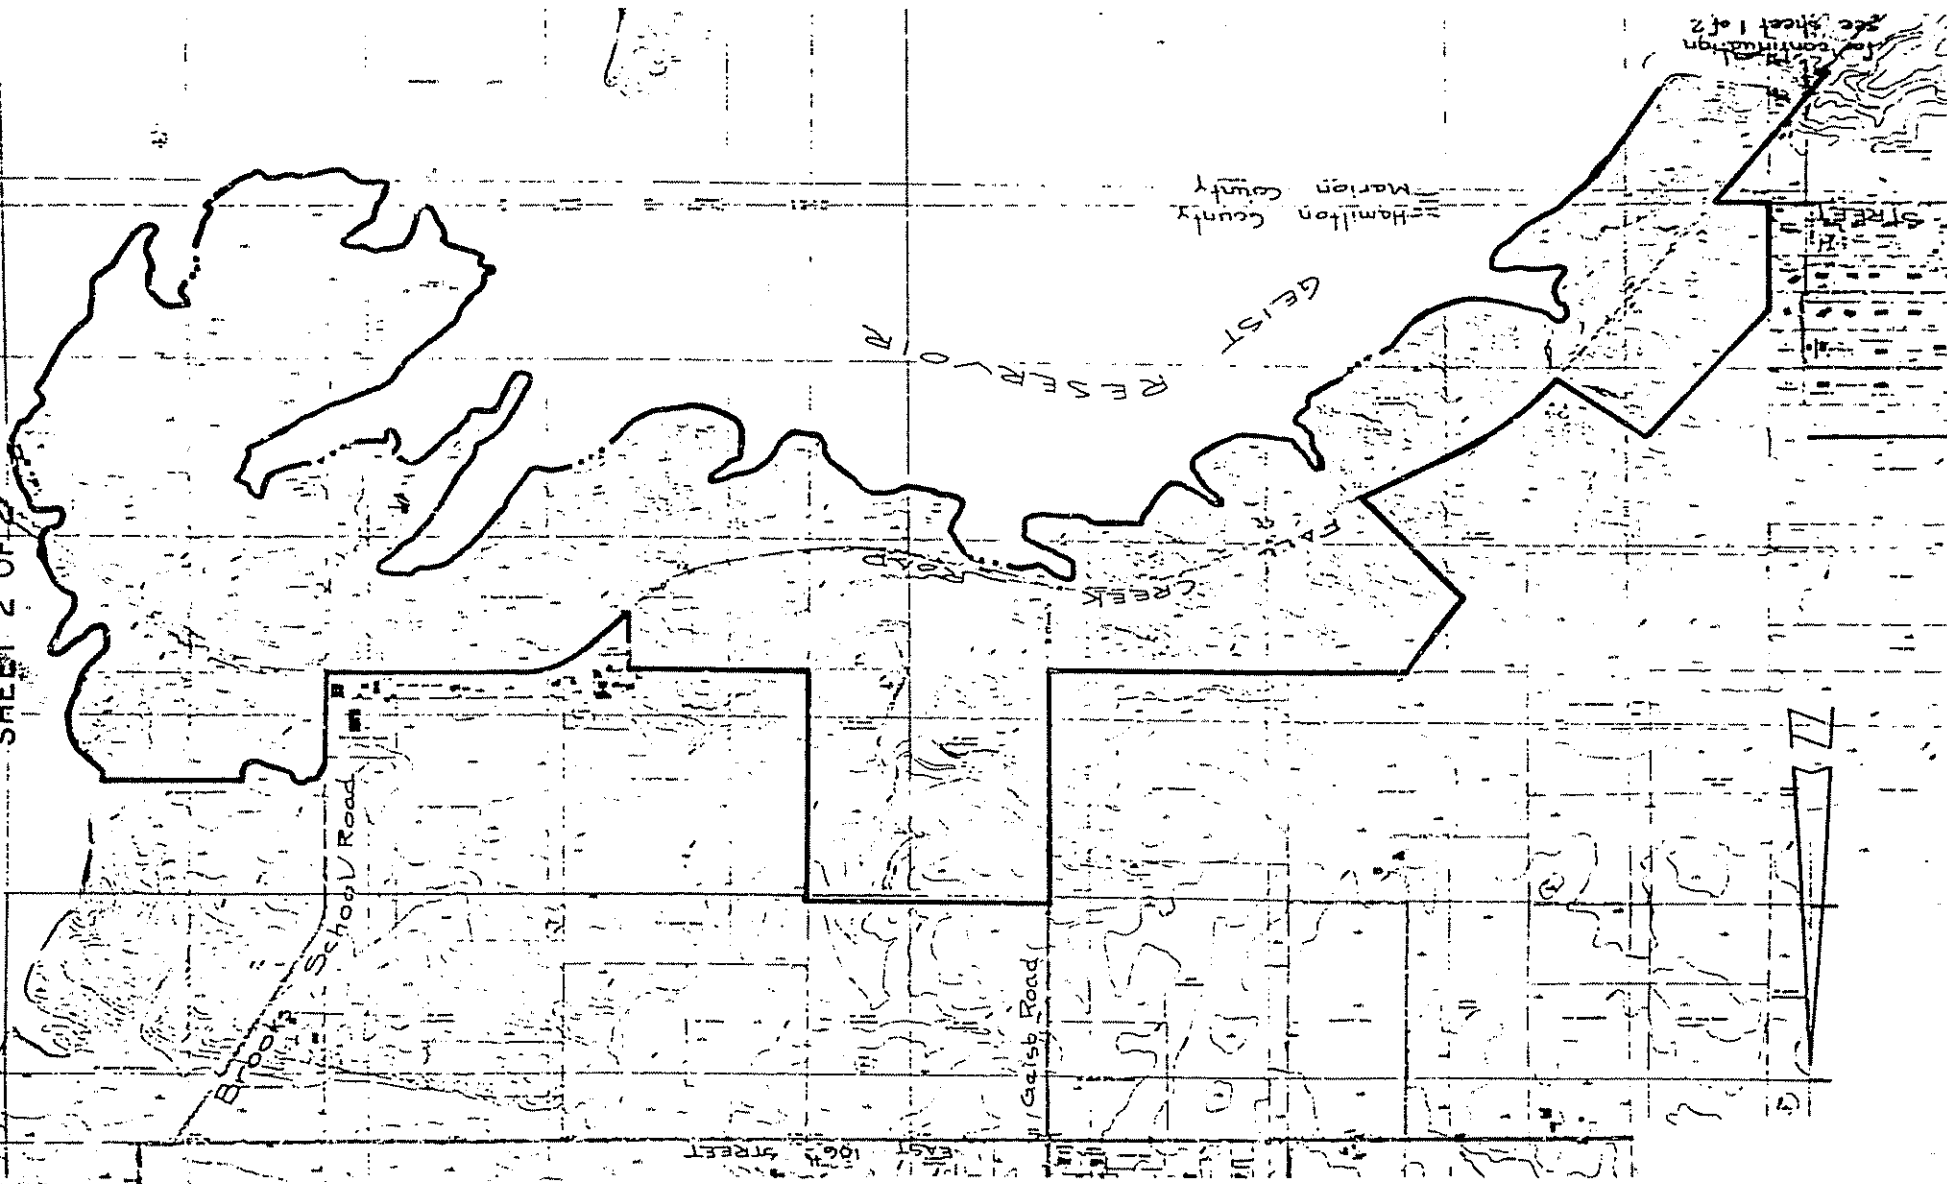 for continuation
see sheet 1 of 2
Marion County
Hamilton County
STREET
GEIST
RESERVOIR
FALL
CREEK
ROAD
SHEET 2 OF 2
Brooks School Road
Geist Road
EAST 106th STREET